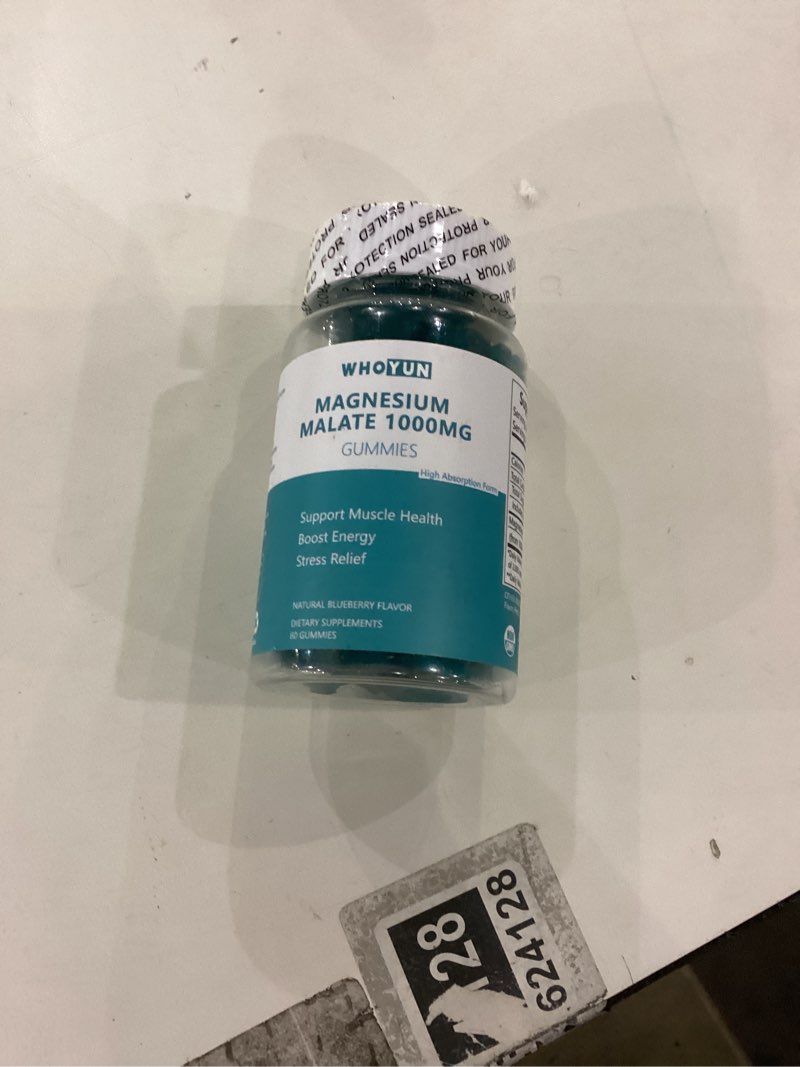 SEALED FOR YOUR PROTECTION
WHOYUN
MAGNESIUM
MALATE 1000MG
GUMMIES
High Absorption Form
Support Muscle Health
Boost Energy
Stress Relief
NATURAL BLUEBERRY FLAVOR
DIETARY SUPPLEMENTS
60 GUMMIES
128
624128